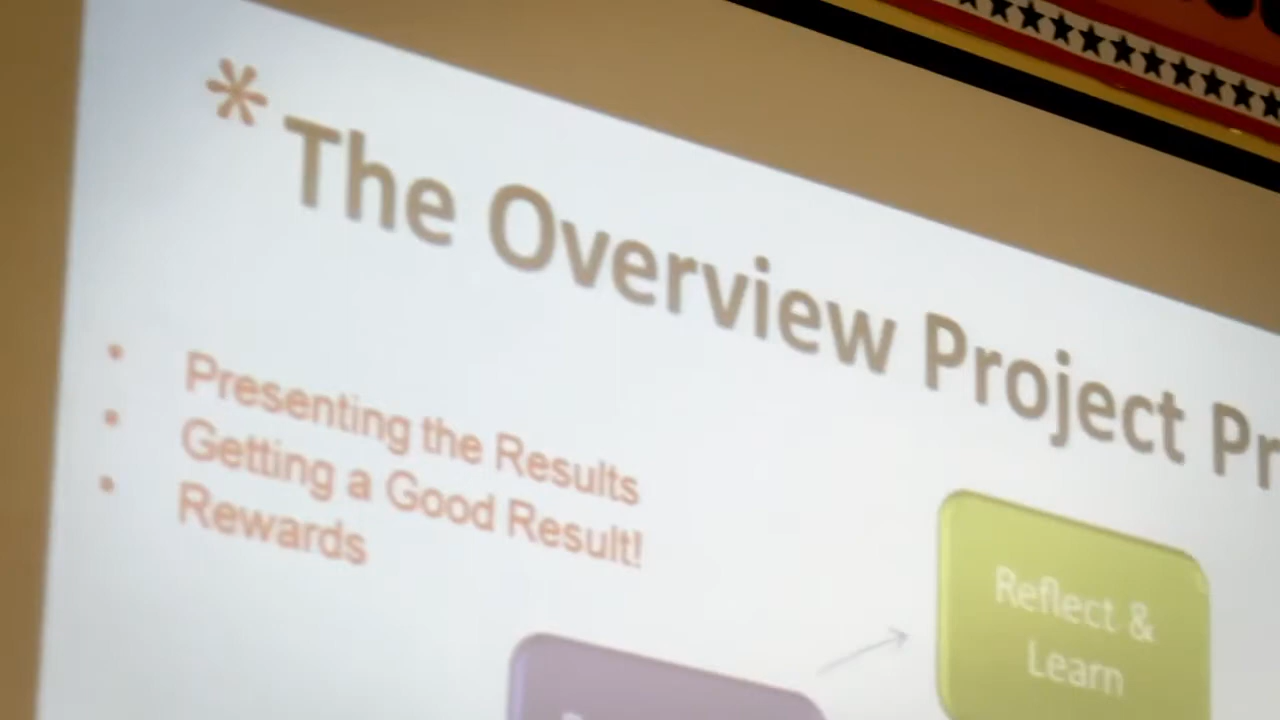 * The Overview Project Pr
• Presenting the Results
• Getting a Good Result!
• Rewards
Reflect &
Learn